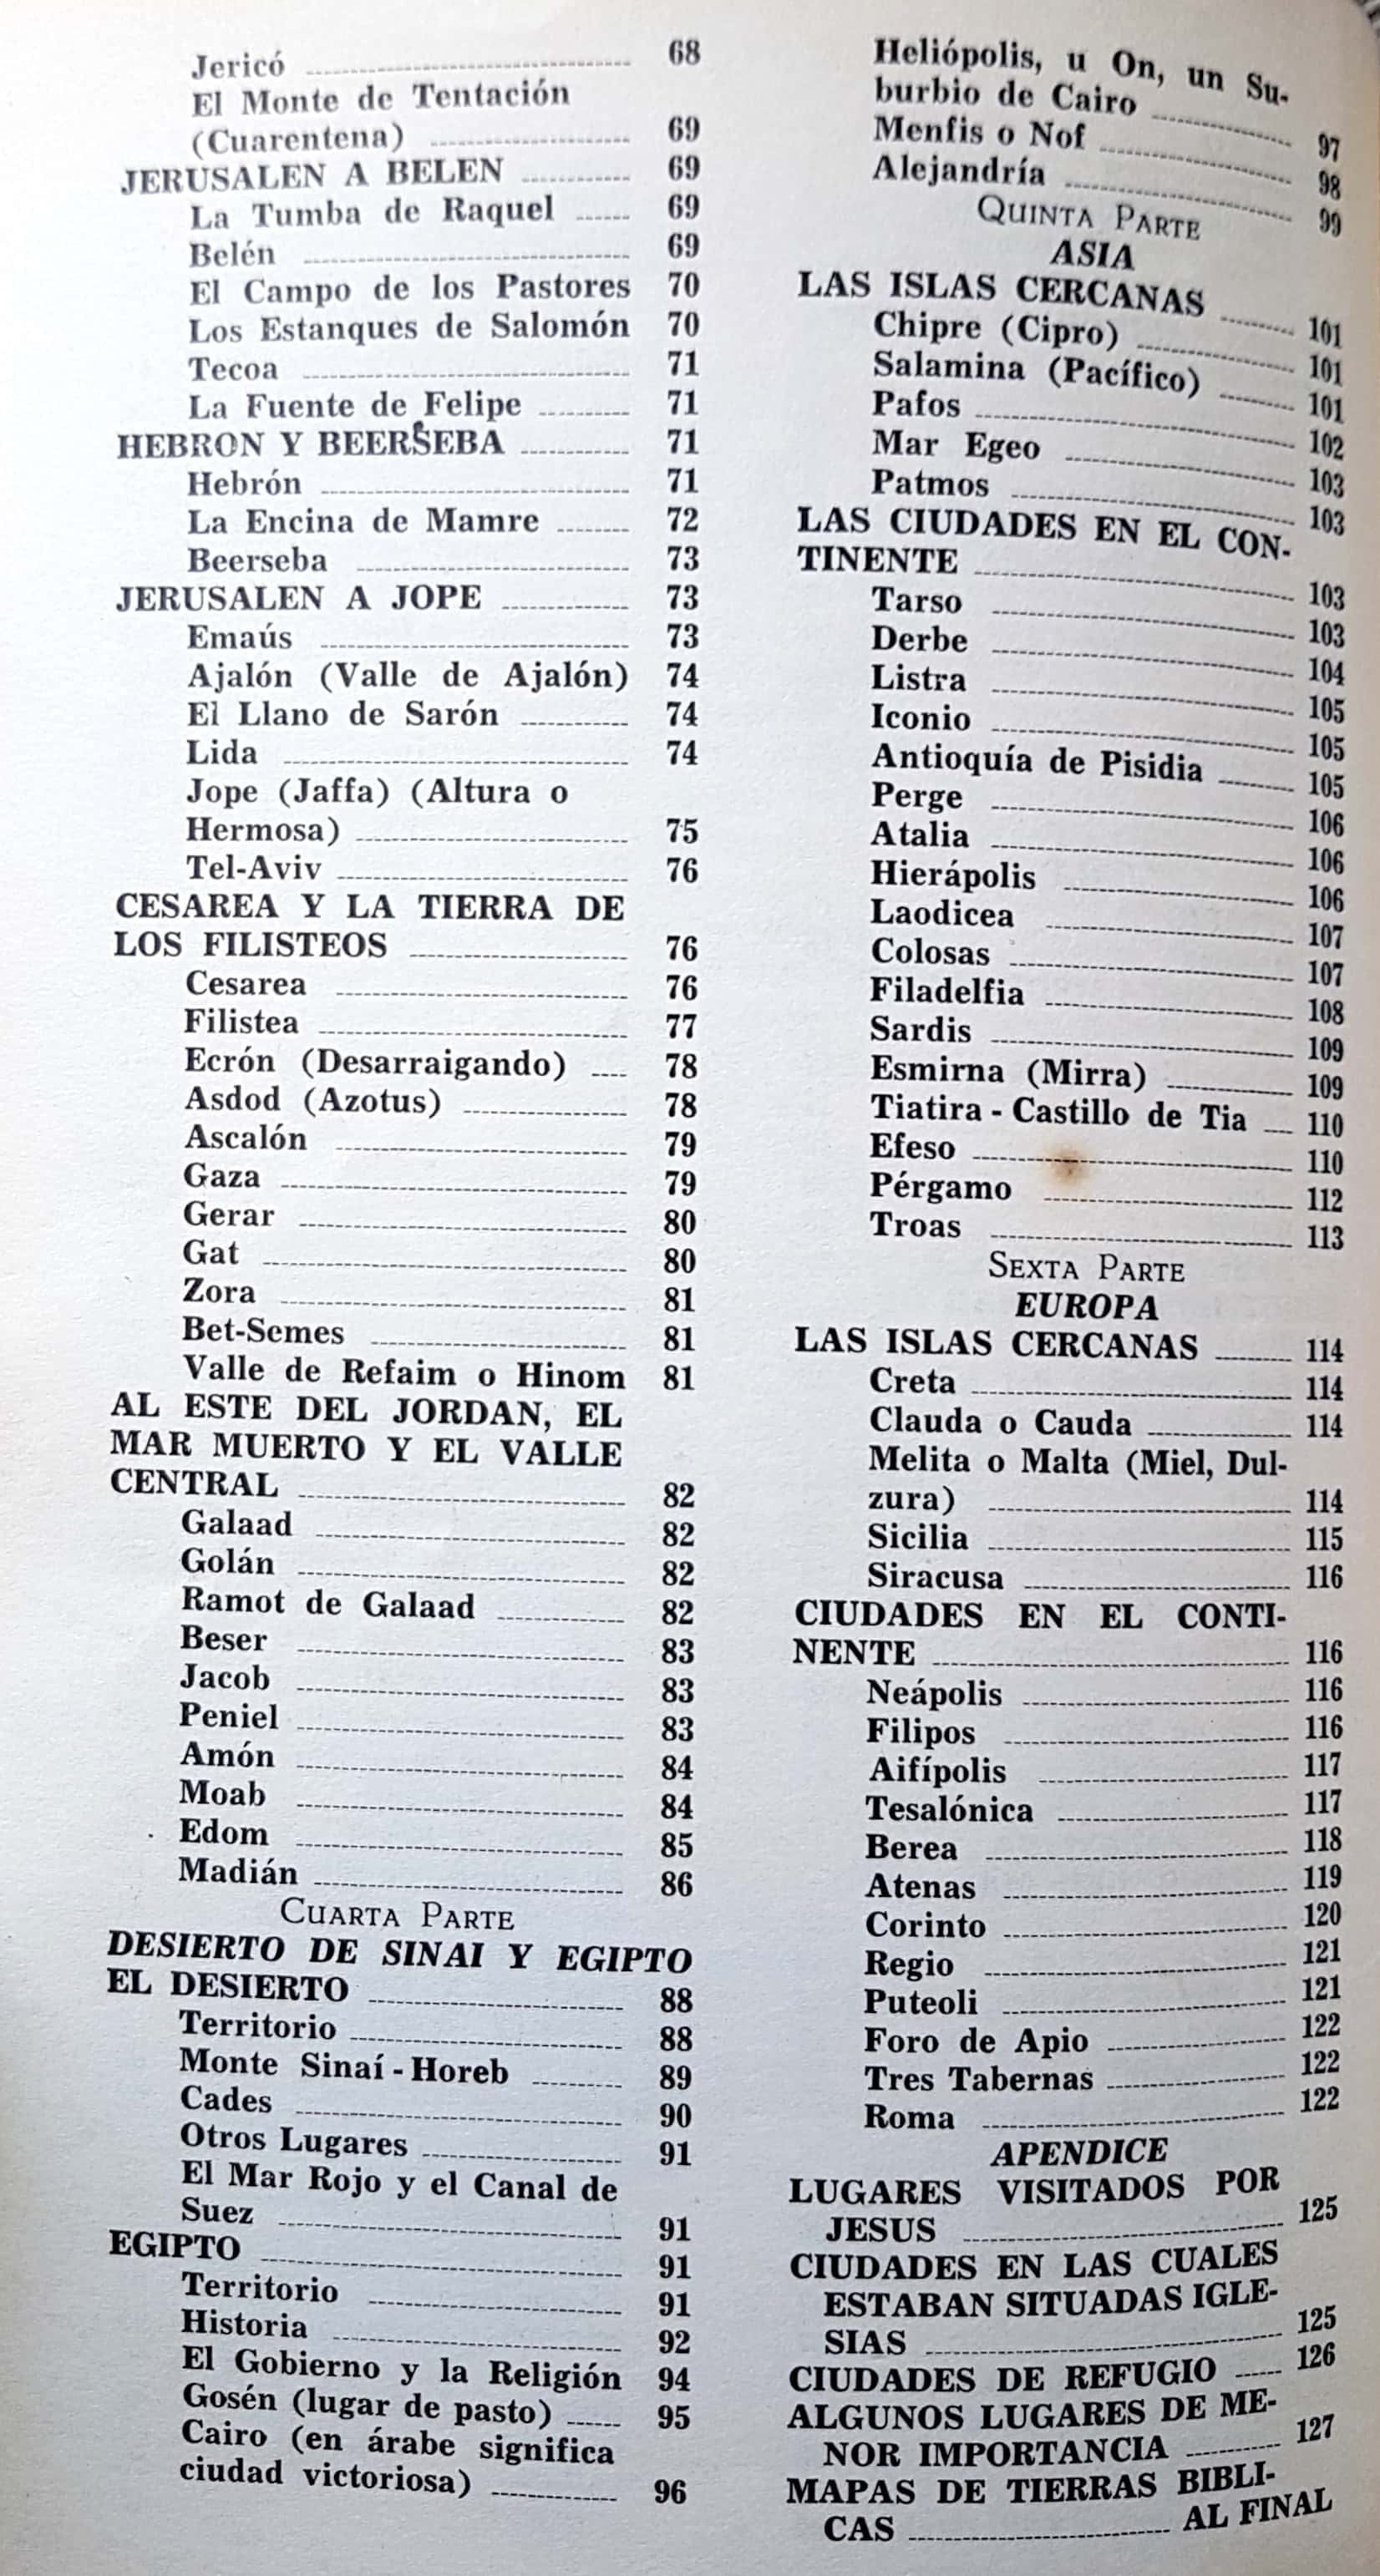 Jericó 68
El Monte de Tentación
(Cuarentena) 69
JERUSALEN A BELEN 69
La Tumba de Raquel 69
Belén 69
El Campo de los Pastores 70
Los Estanques de Salomón 70
Tecoa 71
La Fuente de Felipe 71
HEBRON Y BEERSEBA 71
Hebrón 71
La Encina de Mamre 72
Beerseba 73
JERUSALEN A JOPE 73
Emaús 73
Ajalón (Valle de Ajalón) 74
El Llano de Sarón 74
Lida 74
Jope (Jaffa) (Altura o
Hermosa) 75
Tel-Aviv 76
CESAREA Y LA TIERRA DE
LOS FILISTEOS 76
Cesarea 76
Filistea 77
Ecrón (Desarraigando) 78
Asdod (Azotus) 78
Ascalón 79
Gaza 79
Gerar 80
Gat 80
Zora 81
Bet-Semes 81
Valle de Refaim o Hinom 81
AL ESTE DEL JORDAN, EL
MAR MUERTO Y EL VALLE
CENTRAL 82
Galaad 82
Golán 82
Ramot de Galaad 82
Beser 83
Jacob 83
Peniel 83
Amón 84
Moab 84
Edom 85
Madián 86
CUARTA PARTE
DESIERTO DE SINAI Y EGIPTO
EL DESIERTO 88
Territorio 88
Monte Sinaí - Horeb 89
Cades 90
Otros Lugares 91
El Mar Rojo y el Canal de
Suez 91
EGIPTO 91
Territorio 91
Historia 92
El Gobierno y la Religión 94
Gosén (lugar de pasto) 95
Cairo (en árabe significa
ciudad victoriosa) 96
Heliópolis, u On, un Su-
burbio de Cairo 97
Menfis o Nof 98
Alejandría 99
QUINTA PARTE
ASIA
LAS ISLAS CERCANAS 101
Chipre (Cipro) 101
Salamina (Pacífico) 101
Pafos 102
Mar Egeo 103
Patmos 103
LAS CIUDADES EN EL CON-
TINENTE 103
Tarso 103
Derbe 104
Listra 105
Iconio 105
Antioquía de Pisidia 105
Perge 106
Atalia 106
Hierápolis 106
Laodicea 107
Colosas 107
Filadelfia 108
Sardis 109
Esmirna (Mirra) 109
Tiatira - Castillo de Tia 110
Efeso 110
Pérgamo 112
Troas 113
SEXTA PARTE
EUROPA
LAS ISLAS CERCANAS 114
Creta 114
Clauda o Cauda 114
Melita o Malta (Miel, Dul-
zura) 114
Sicilia 115
Siracusa 116
CIUDADES EN EL CONTI-
NENTE 116
Neápolis 116
Filipos 116
Aifípolis 117
Tesalónica 117
Berea 118
Atenas 119
Corinto 120
Regio 121
Puteoli 121
Foro de Apio 122
Tres Tabernas 122
Roma 122
APENDICE
LUGARES VISITADOS POR
JESUS 125
CIUDADES EN LAS CUALES
ESTABAN SITUADAS IGLE-
SIAS 125
CIUDADES DE REFUGIO 126
ALGUNOS LUGARES DE ME-
NOR IMPORTANCIA 127
MAPAS DE TIERRAS BIBLI-
CAS AL FINAL